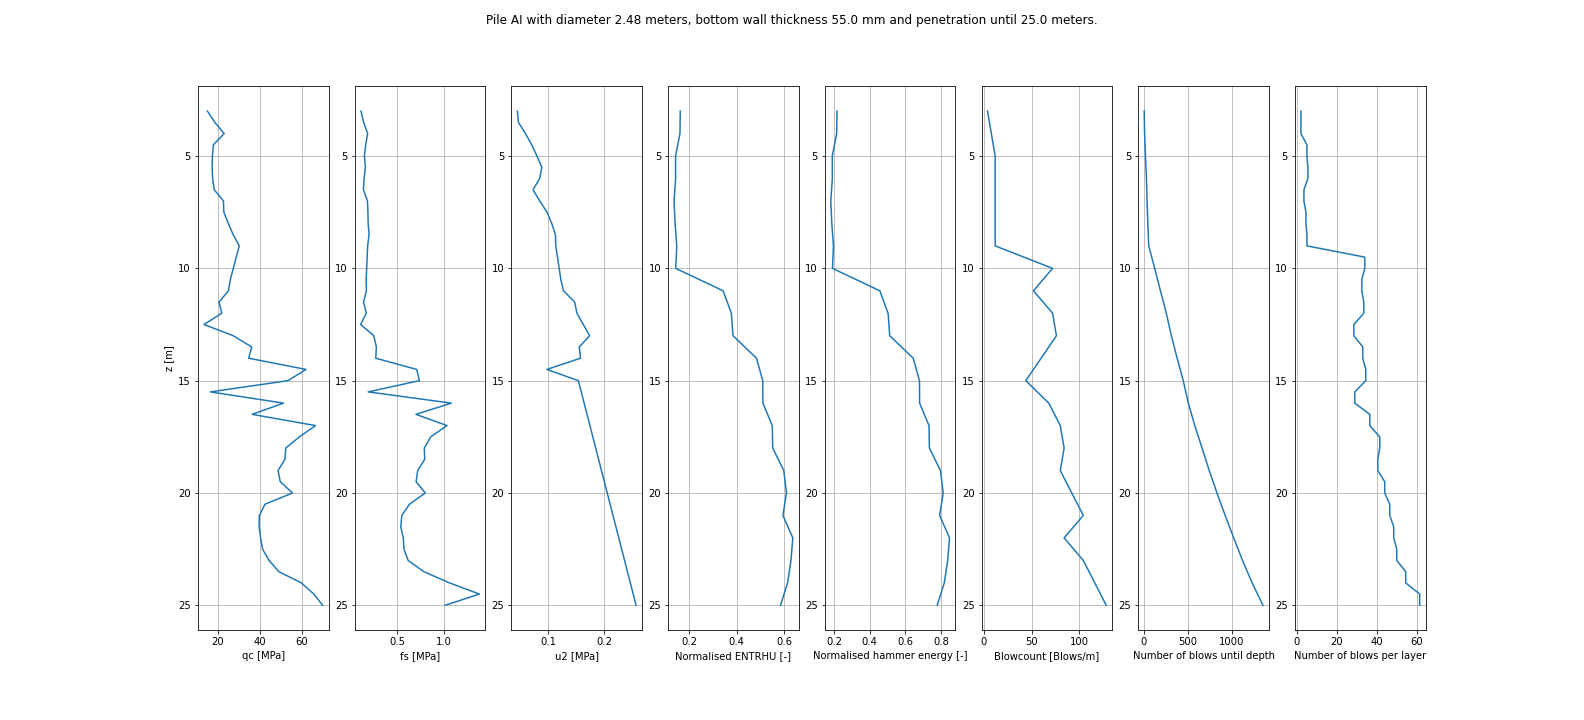 Pile AI with diameter 2.48 meters, bottom wall thickness 55.0 mm and penetration until 25.0 meters.
z [m]
5
10
15
20
25
20 40 60
qc [MPa]
5
10
15
20
25
0.5 1.0
fs [MPa]
5
10
15
20
25
0.1 0.2
u2 [MPa]
5
10
15
20
25
0.2 0.4 0.6
Normalised ENTRHU [-]
5
10
15
20
25
0.2 0.4 0.6 0.8
Normalised hammer energy [-]
5
10
15
20
25
0 50 100
Blowcount [Blows/m]
5
10
15
20
25
0 500 1000
Number of blows until depth
5
10
15
20
25
0 20 40 60
Number of blows per layer